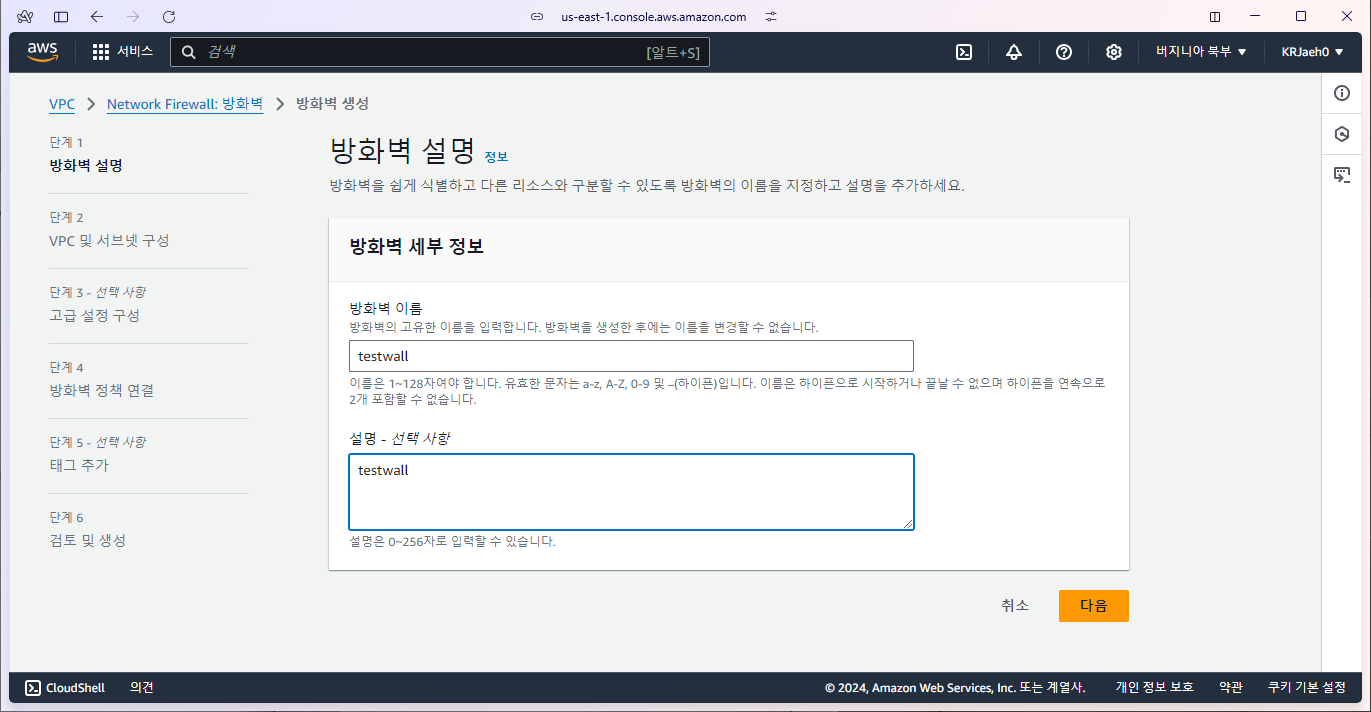 us-east-1.console.aws.amazon.com
aws
서비스
검색
[알트+S]
버지니아 북부
KRJaeh0
VPC
Network Firewall: 방화벽
방화벽 생성
단계 1
방화벽 설명
단계 2
VPC 및 서브넷 구성
단계 3 - 선택 사항
고급 설정 구성
단계 4
방화벽 정책 연결
단계 5 - 선택 사항
태그 추가
단계 6
검토 및 생성
방화벽 설명 정보
방화벽을 쉽게 식별하고 다른 리소스와 구분할 수 있도록 방화벽의 이름을 지정하고 설명을 추가하세요.
방화벽 세부 정보
방화벽 이름
방화벽의 고유한 이름을 입력합니다. 방화벽을 생성한 후에는 이름을 변경할 수 없습니다.
testwall
이름은 1~128자여야 합니다. 유효한 문자는 a-z, A-Z, 0-9 및 –(하이픈)입니다. 이름은 하이픈으로 시작하거나 끝날 수 없으며 하이픈을 연속으로
2개 포함할 수 없습니다.
설명 - 선택 사항
testwall
설명은 0~256자로 입력할 수 있습니다.
취소
다음
CloudShell
의견
© 2024, Amazon Web Services, Inc. 또는 계열사.
개인 정보 보호
약관
쿠키 기본 설정